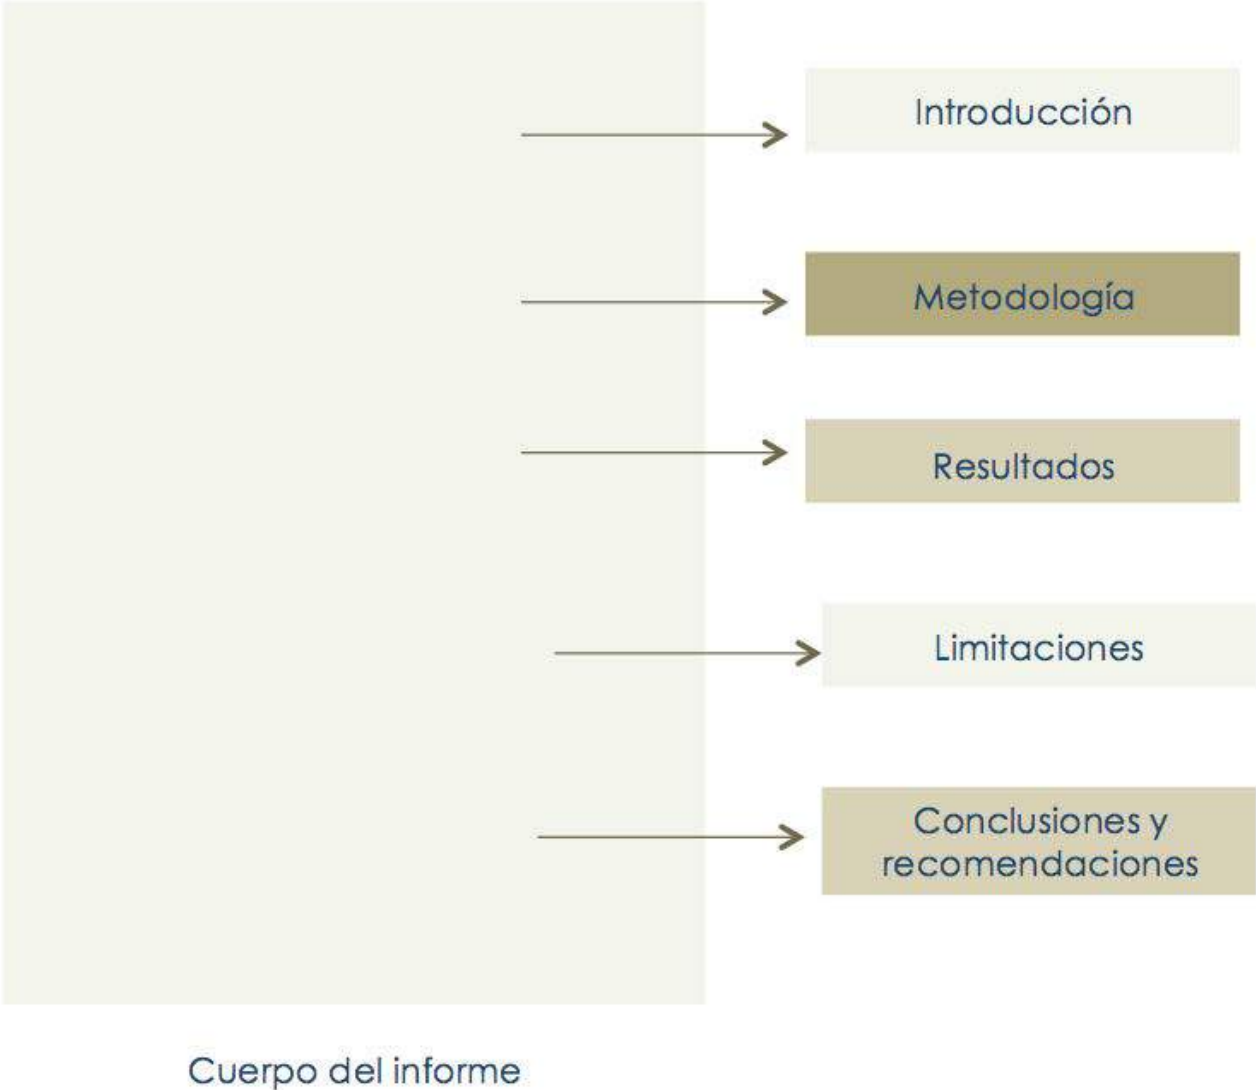 Introducción
Metodología
Resultados
Limitaciones
Conclusiones y
recomendaciones
Cuerpo del informe